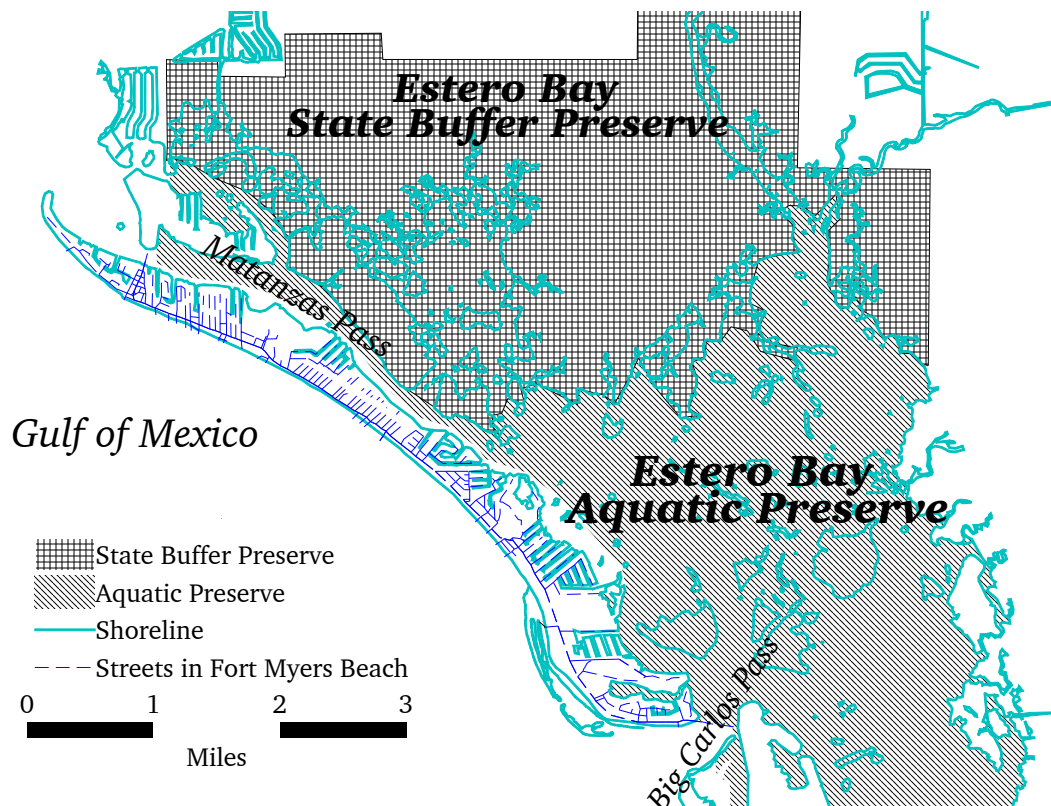 Estero Bay
State Buffer Preserve
Matanzas Pass
Gulf of Mexico
Estero Bay
Aquatic Preserve
State Buffer Preserve
Aquatic Preserve
Shoreline
Streets in Fort Myers Beach
0 1 2 3
Miles
Big Carlos Pass